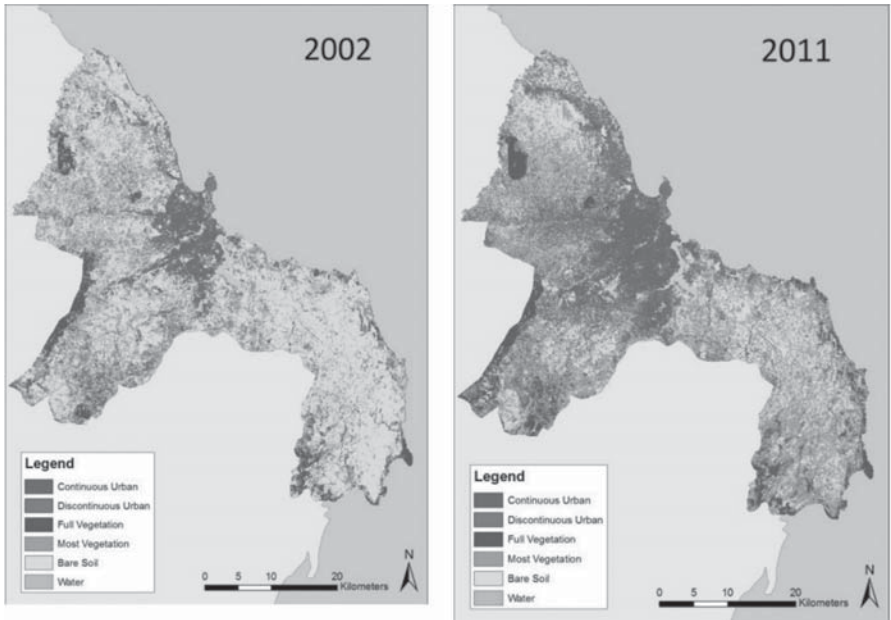 2002
Legend
Continuous Urban
Discontinuous Urban
Full Vegetation
Most Vegetation
Bare Soil
Water
N
0 5 10 20
Kilometers
2011
Legend
Continuous Urban
Discontinuous Urban
Full Vegetation
Most Vegetation
Bare Soil
Water
N
0 5 10 20
Kilometers